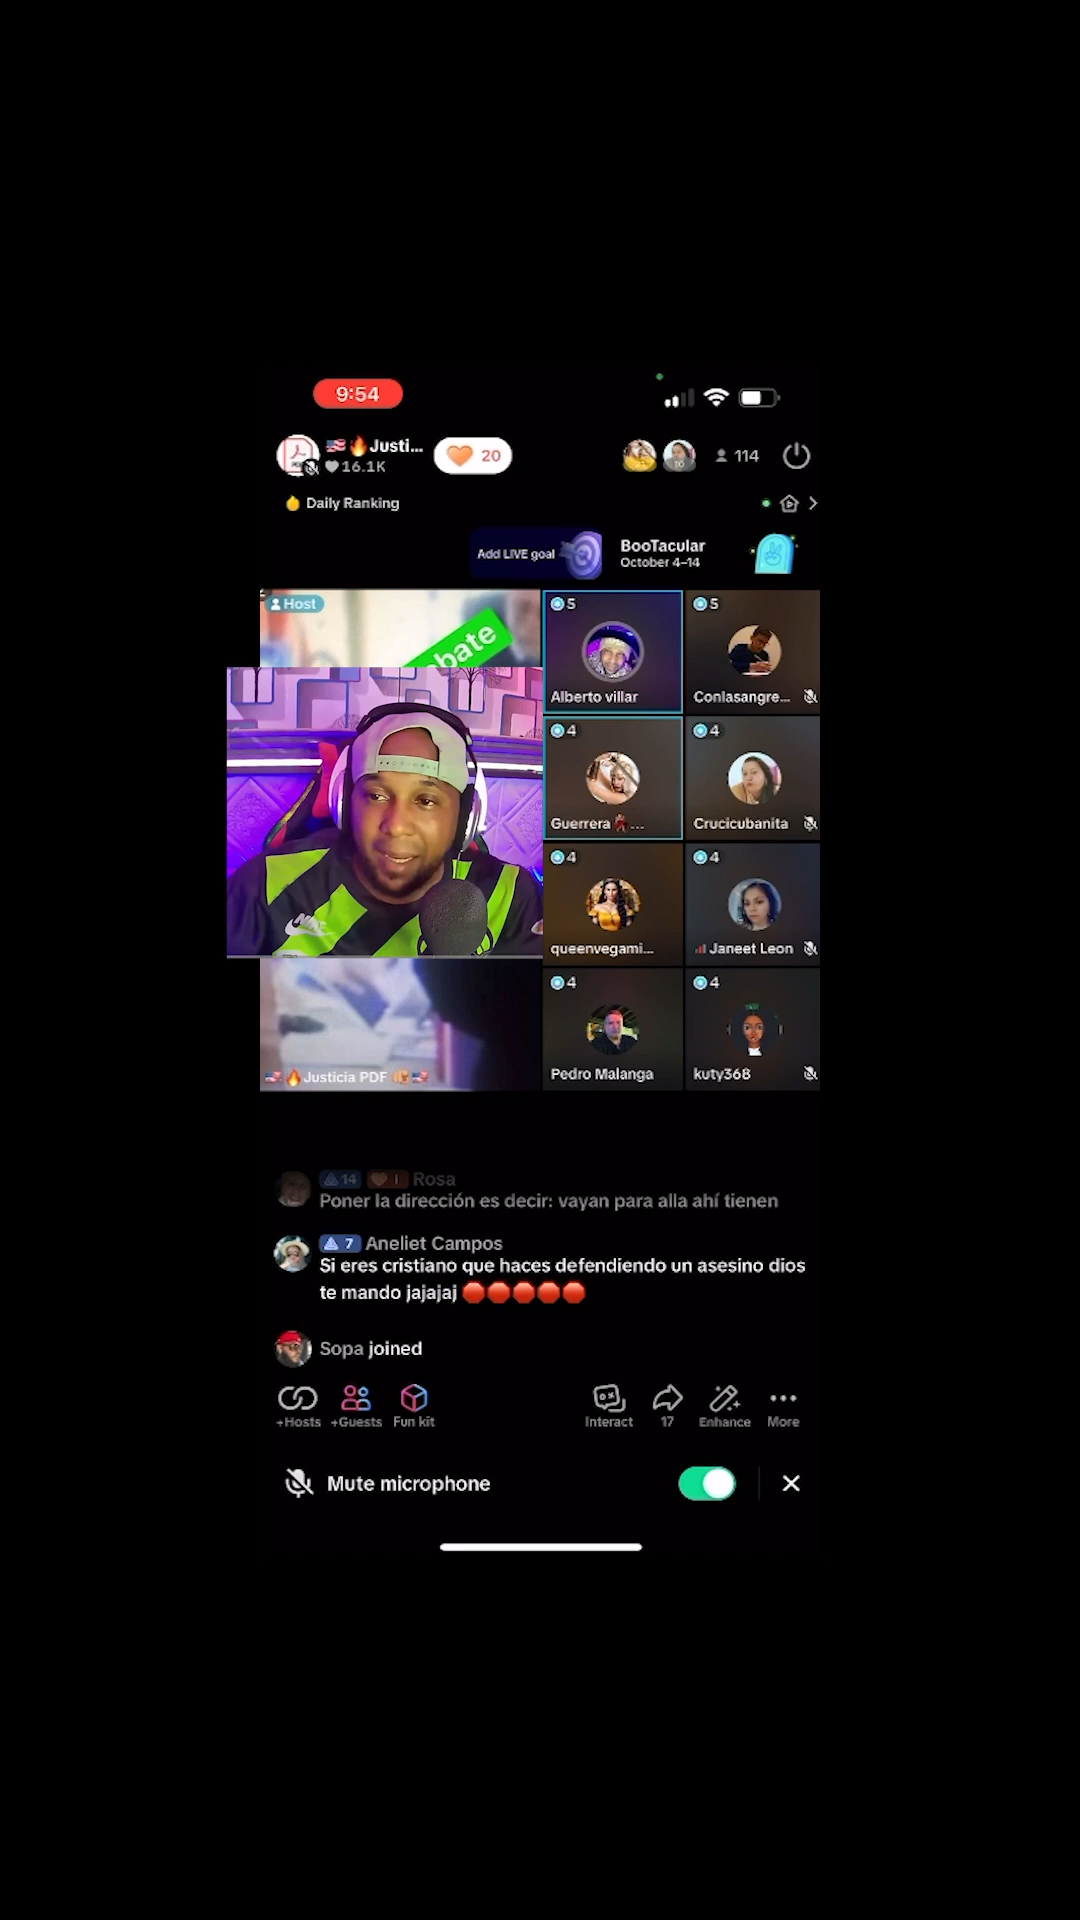 9:54
Justi...
20
16.1K
114
Daily Ranking
Add LIVE goal
BooTacular
October 4-14
Host
bate
5
Alberto villar
5
Conlasangre...
4
Guerrera ...
4
Crucicubanita
4
queenvegami...
4
Janeet Leon
4
Pedro Malanga
4
kuty368
Justicia PDF
14
I
Rosa
Poner la dirección es decir: vayan para alla ahí tienen
7
Aneliet Campos
Si eres cristiano que haces defendiendo un asesino dios
te mando jajajaj
Sopa joined
+Hosts
+Guests
Fun kit
Interact
17
Enhance
More
Mute microphone